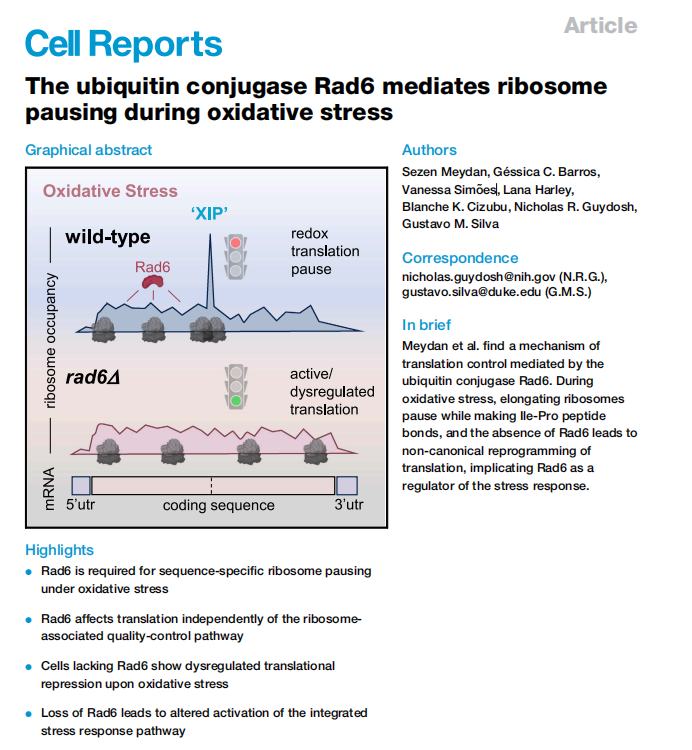 Cell Reports
Article
The ubiquitin conjugase Rad6 mediates ribosome
pausing during oxidative stress
Graphical abstract
Oxidative Stress
'XIP'
wild-type
redox
translation
pause
Rad6
ribosome occupancy
rad6Δ
active/
dysregulated
translation
mRNA
5'utr
coding sequence
3'utr
Highlights
• Rad6 is required for sequence-specific ribosome pausing
under oxidative stress
• Rad6 affects translation independently of the ribosome-
associated quality-control pathway
• Cells lacking Rad6 show dysregulated translational
repression upon oxidative stress
• Loss of Rad6 leads to altered activation of the integrated
stress response pathway
Authors
Sezen Meydan, Géssica C. Barros,
Vanessa Simões, Lana Harley,
Blanche K. Cizubu, Nicholas R. Guydosh,
Gustavo M. Silva
Correspondence
nicholas.guydosh@nih.gov (N.R.G.),
gustavo.silva@duke.edu (G.M.S.)
In brief
Meydan et al. find a mechanism of
translation control mediated by the
ubiquitin conjugase Rad6. During
oxidative stress, elongating ribosomes
pause while making Ile-Pro peptide
bonds, and the absence of Rad6 leads to
non-canonical reprogramming of
translation, implicating Rad6 as a
regulator of the stress response.